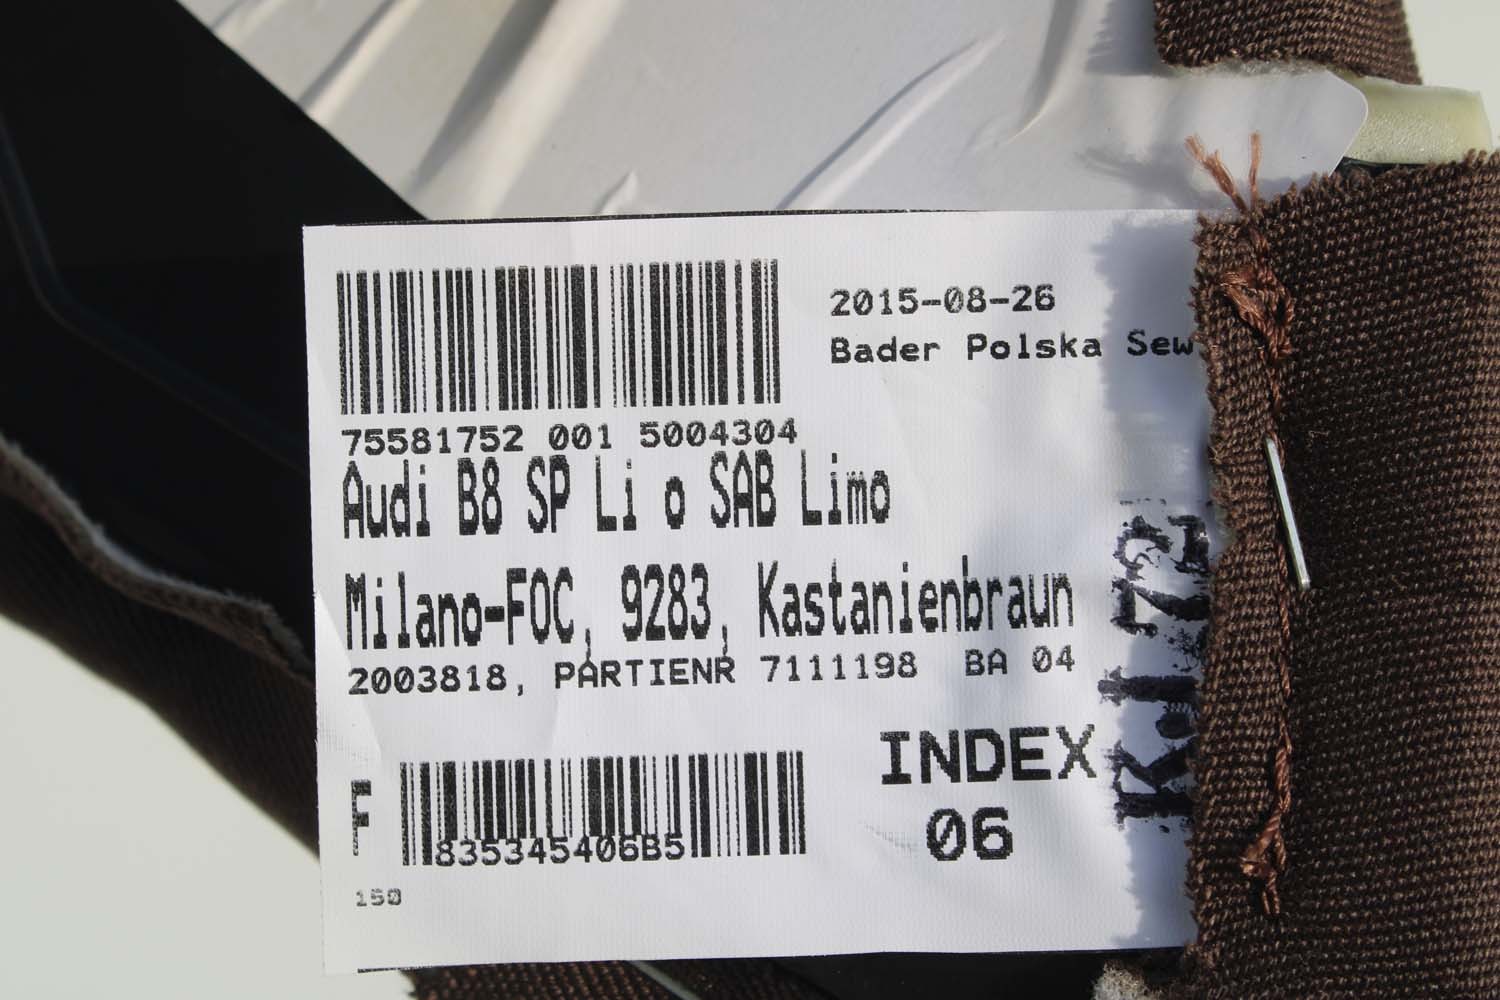 2015-08-26
Bader Polska Sew
75581752 001 5004304
Audi B8 SP Li o SAB Limo
Milano-FOC, 9283, Kastanienbraun
2003818, PARTIENR 7111198 BA 04
INDEX
06
F
835345406B5
150